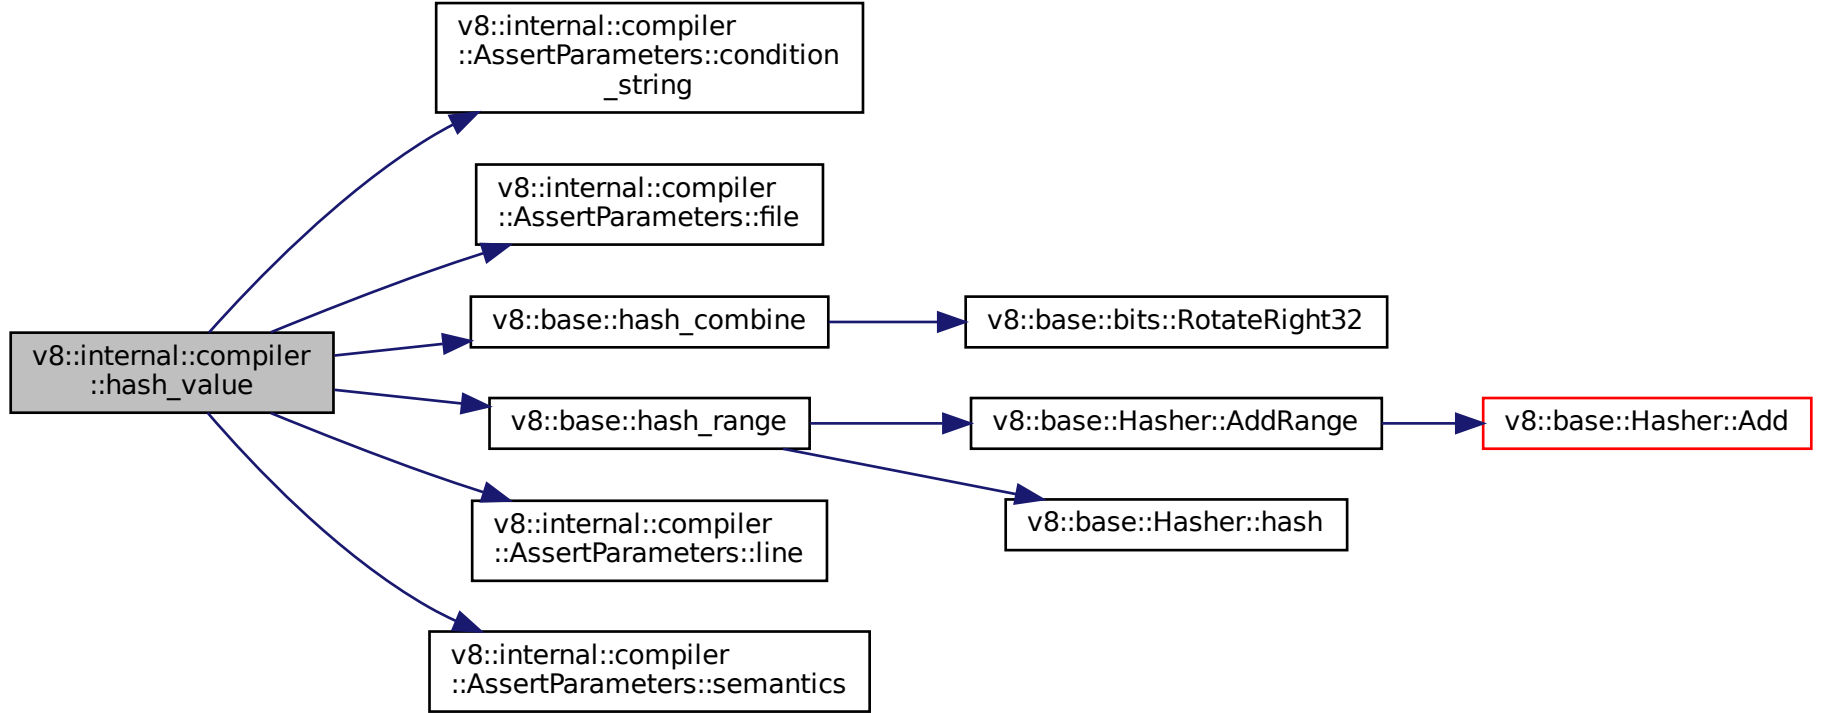 v8::internal::compiler
::AssertParameters::condition
_string
v8::internal::compiler
::AssertParameters::file
v8::base::hash_combine
v8::base::bits::RotateRight32
v8::internal::compiler
::hash_value
v8::base::hash_range
v8::base::Hasher::AddRange
v8::base::Hasher::Add
v8::base::Hasher::hash
v8::internal::compiler
::AssertParameters::line
v8::internal::compiler
::AssertParameters::semantics